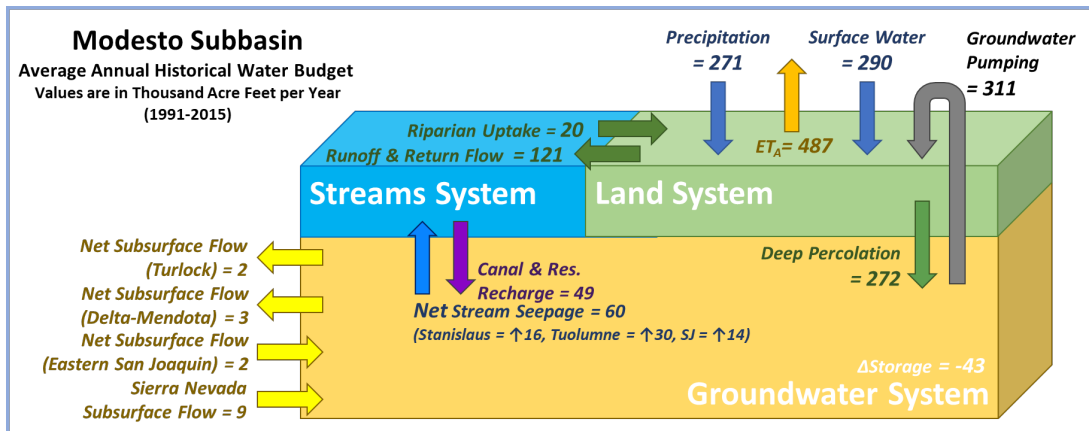 Modesto Subbasin
Average Annual Historical Water Budget
Values are in Thousand Acre Feet per Year
(1991-2015)
Precipitation
= 271
Surface Water
= 290
Groundwater
Pumping
= 311
Riparian Uptake = 20
Runoff & Return Flow = 121
ETA= 487
Streams System
Land System
Net Subsurface Flow
(Turlock) = 2
Net Subsurface Flow
(Delta-Mendota) = 3
Net Subsurface Flow
(Eastern San Joaquin) = 2
Sierra Nevada
Subsurface Flow = 9
Canal & Res.
Recharge = 49
Net Stream Seepage = 60
(Stanislaus = ↑16, Tuolumne = ↑30, SJ = ↑14)
Deep Percolation
= 272
ΔStorage = -43
Groundwater System